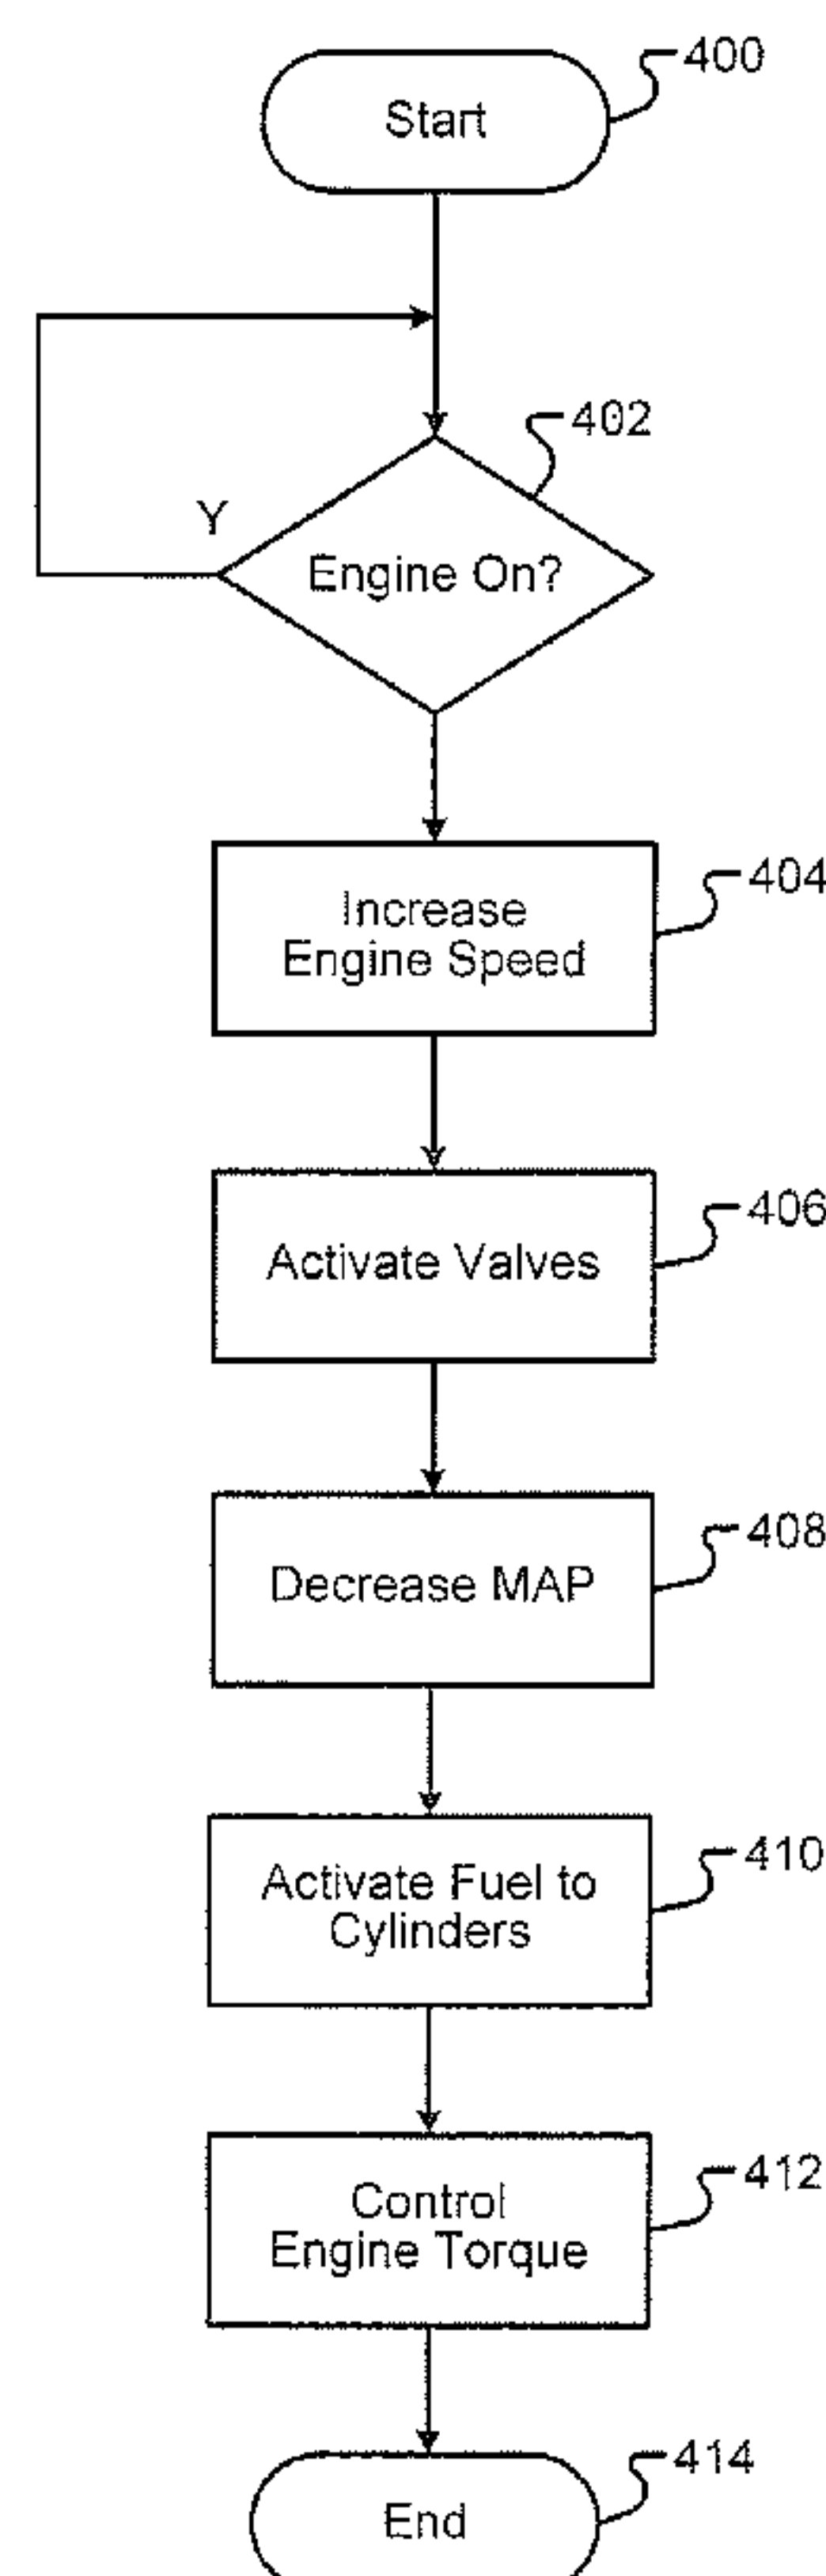 400
Start
402
Y
Engine On?
404
Increase
Engine Speed
406
Activate Valves
408
Decrease MAP
410
Activate Fuel to
Cylinders
412
Control
Engine Torque
414
End